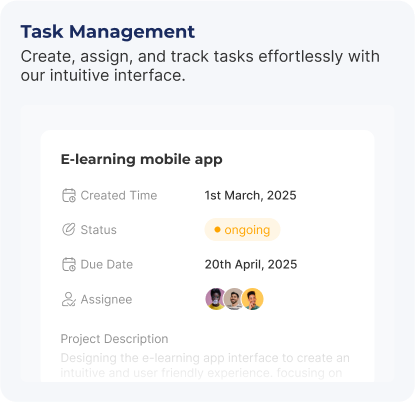 Task Management
Create, assign, and track tasks effortlessly with
our intuitive interface.
E-learning mobile app
Created Time 1st March, 2025
Status ongoing
Due Date 20th April, 2025
Assignee
Project Description
Designing the e-learning app interface to create an
intuitive and user friendly experience, focusing on